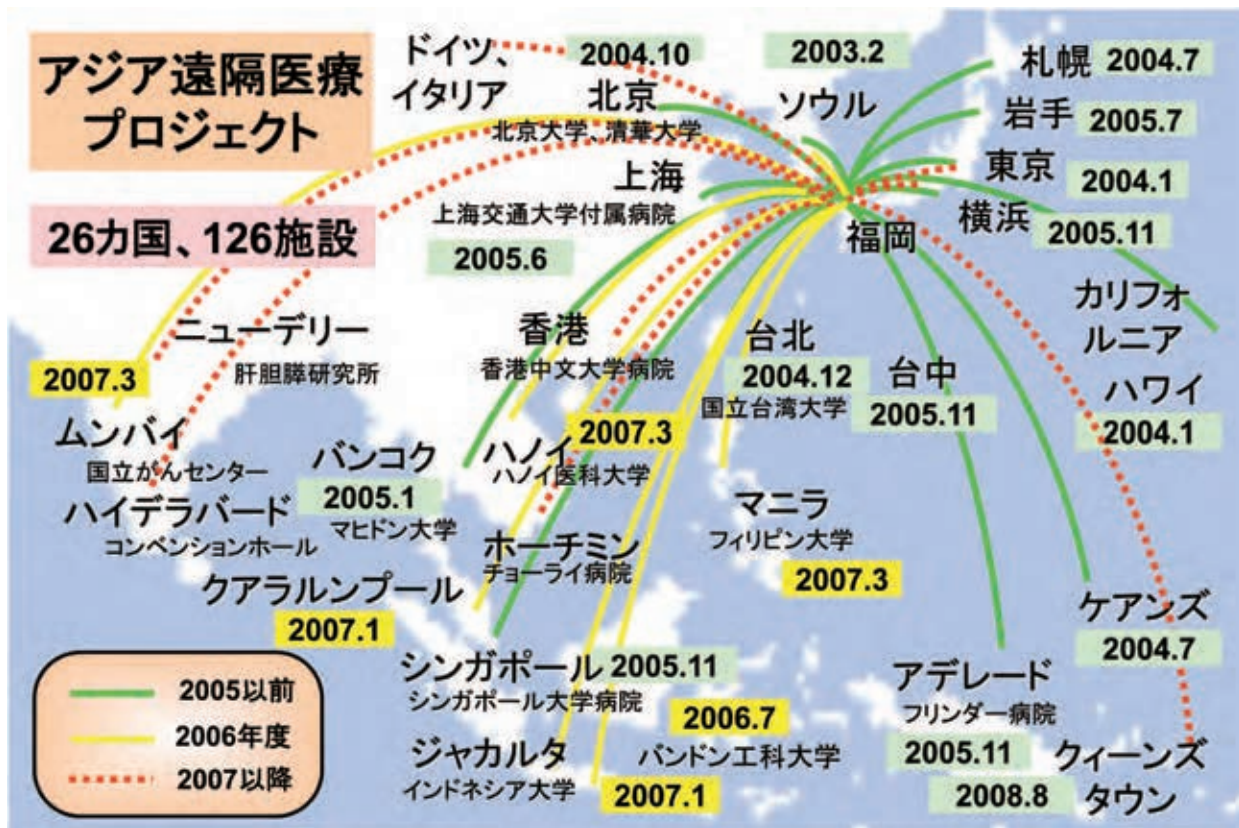 アジア遠隔医療
プロジェクト
26カ国、126施設
ドイツ、
イタリア
2004.10
北京
北京大学、清華大学
2003.2
ソウル
札幌 2004.7
岩手 2005.7
東京
2004.1
横浜
2005.11
福岡
上海
上海交通大学付属病院
2005.6
カリフォ
ルニア
ハワイ
2004.1
ニューデリー
肝胆膵研究所
2007.3
ムンバイ
国立がんセンター
ハイデラバード
コンベンションホール
香港
香港中文大学病院
台北
2004.12
国立台湾大学
台中
2005.11
バンコク
2005.1
マヒドン大学
2007.3
ハノイ
ハノイ医科大学
ホーチミン
チョーライ病院
マニラ
フィリピン大学
2007.3
クアラルンプール
2007.1
ケアンズ
2004.7
シンガポール 2005.11
シンガポール大学病院
2006.7
バンドン工科大学
ジャカルタ
インドネシア大学
2007.1
アデレード
フリンダー病院
2005.11
クィーンズ
タウン
2008.8
2005以前
2006年度
2007以降